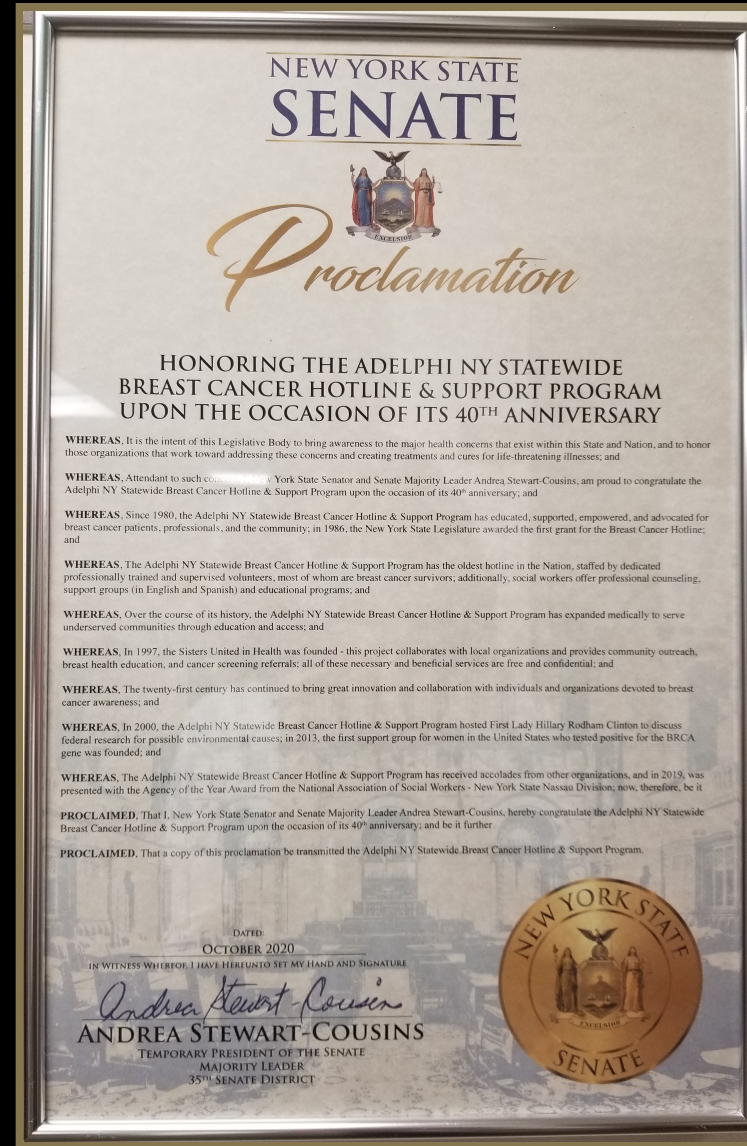 NEW YORK STATE
SENATE
EXCELSIOR
Proclamation
HONORING THE ADELPHI NY STATEWIDE
BREAST CANCER HOTLINE & SUPPORT PROGRAM
UPON THE OCCASION OF ITS 40TH ANNIVERSARY
WHEREAS, It is the intent of this Legislative Body to bring awareness to the major health concerns that exist within this State and Nation, and to honor
those organizations that work toward addressing these concerns and creating treatments and cures for life-threatening illnesses; and
WHEREAS, Attendant to such York State Senator and Senate Majority Leader Andrea Stewart-Cousins, am proud to congratulate the
Adelphi NY Statewide Breast Cancer Hotline & Support Program upon the occasion of its 40th anniversary; and
WHEREAS, Since 1980, the Adelphi NY Statewide Breast Cancer Hotline & Support Program has educated, supported, empowered, and advocated for
breast cancer patients, professionals, and the community; in 1986, the New York State Legislature awarded the first grant for the Breast Cancer Hotline;
and
WHEREAS, The Adelphi NY Statewide Breast Cancer Hotline & Support Program has the oldest hotline in the Nation, staffed by dedicated
professionally trained and supervised volunteers, most of whom are breast cancer survivors; additionally, social workers offer professional counseling,
support groups (in English and Spanish) and educational programs; and
WHEREAS, Over the course of its history, the Adelphi NY Statewide Breast Cancer Hotline & Support Program has expanded medically to serve
underserved communities through education and access; and
WHEREAS, In 1997, the Sisters United in Health was founded - this project collaborates with local organizations and provides community outreach,
breast health education, and cancer screening referrals; all of these necessary and beneficial services are free and confidential; and
WHEREAS, The twenty-first century has continued to bring great innovation and collaboration with individuals and organizations devoted to breast
cancer awareness; and
WHEREAS, In 2000, the Adelphi NY Statewide Breast Cancer Hotline & Support Program hosted First Lady Hillary Rodham Clinton to discuss
federal research for possible environmental causes; in 2013, the first support group for women in the United States who tested positive for the BRCA
gene was founded; and
WHEREAS, The Adelphi NY Statewide Breast Cancer Hotline & Support Program has received accolades from other organizations, and in 2019, was
presented with the Agency of the Year Award from the National Association of Social Workers - New York State Nassau Division; now, therefore, be it
PROCLAIMED, That I, New York State Senator and Senate Majority Leader Andrea Stewart-Cousins, hereby congratulate the Adelphi NY Statewide
Breast Cancer Hotline & Support Program upon the occasion of its 40th anniversary; and be it further
PROCLAIMED, That a copy of this proclamation be transmitted the Adelphi NY Statewide Breast Cancer Hotline & Support Program.
DATED:
OCTOBER 2020
IN WITNESS WHEREOF, I HAVE HEREUNTO SET MY HAND AND SIGNATURE
Andrea Stewart-Cousins
ANDREA STEWART-COUSINS
TEMPORARY PRESIDENT OF THE SENATE
MAJORITY LEADER
35TH SENATE DISTRICT
NEW YORK STATE
EXCELSIOR
SENATE